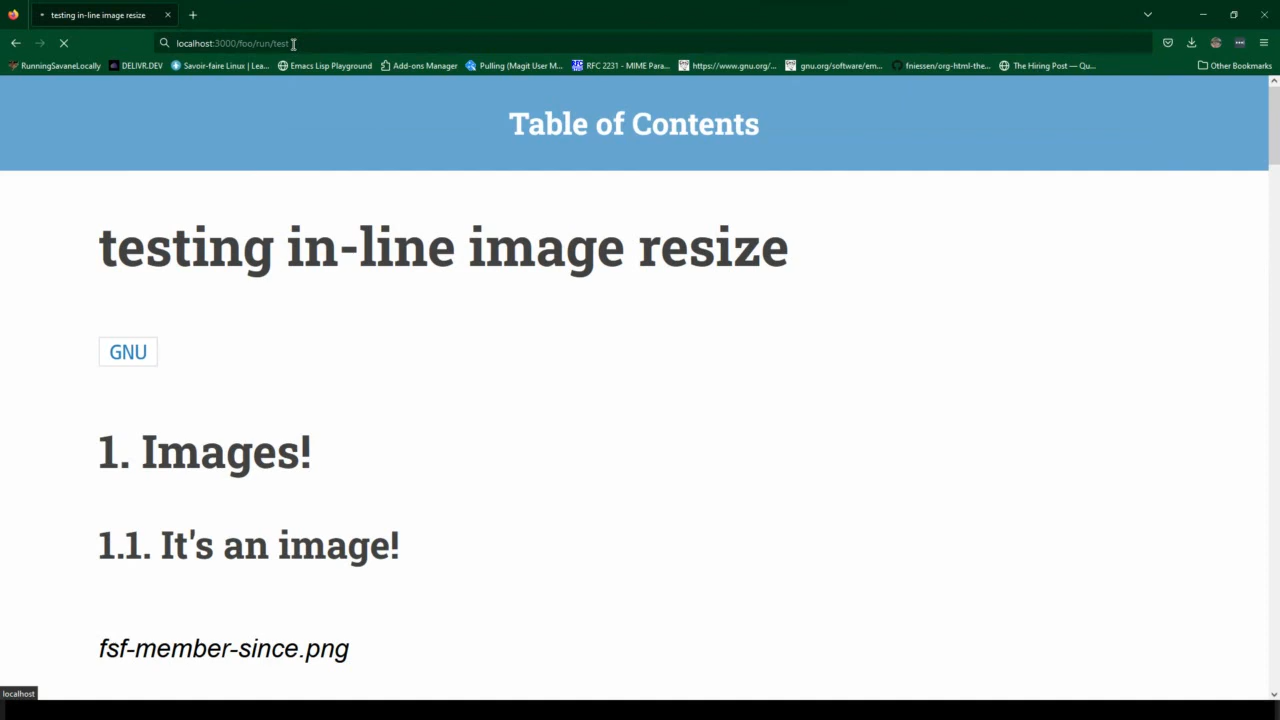 testing in-line image resize
localhost:3000/foo/run/test
RunningSavaneLocally DELIVR.DEV Savoir-faire Linux | Lea... Emacs Lisp Playground Add-ons Manager Pulling (Magit User M... RFC 2231 - MIME Para... https://www.gnu.org/... gnu.org/software/em... fniessen/org-html-the... The Hiring Post — Qu... Other Bookmarks
Table of Contents
testing in-line image resize
GNU
1. Images!
1.1. It's an image!
fsf-member-since.png
localhost